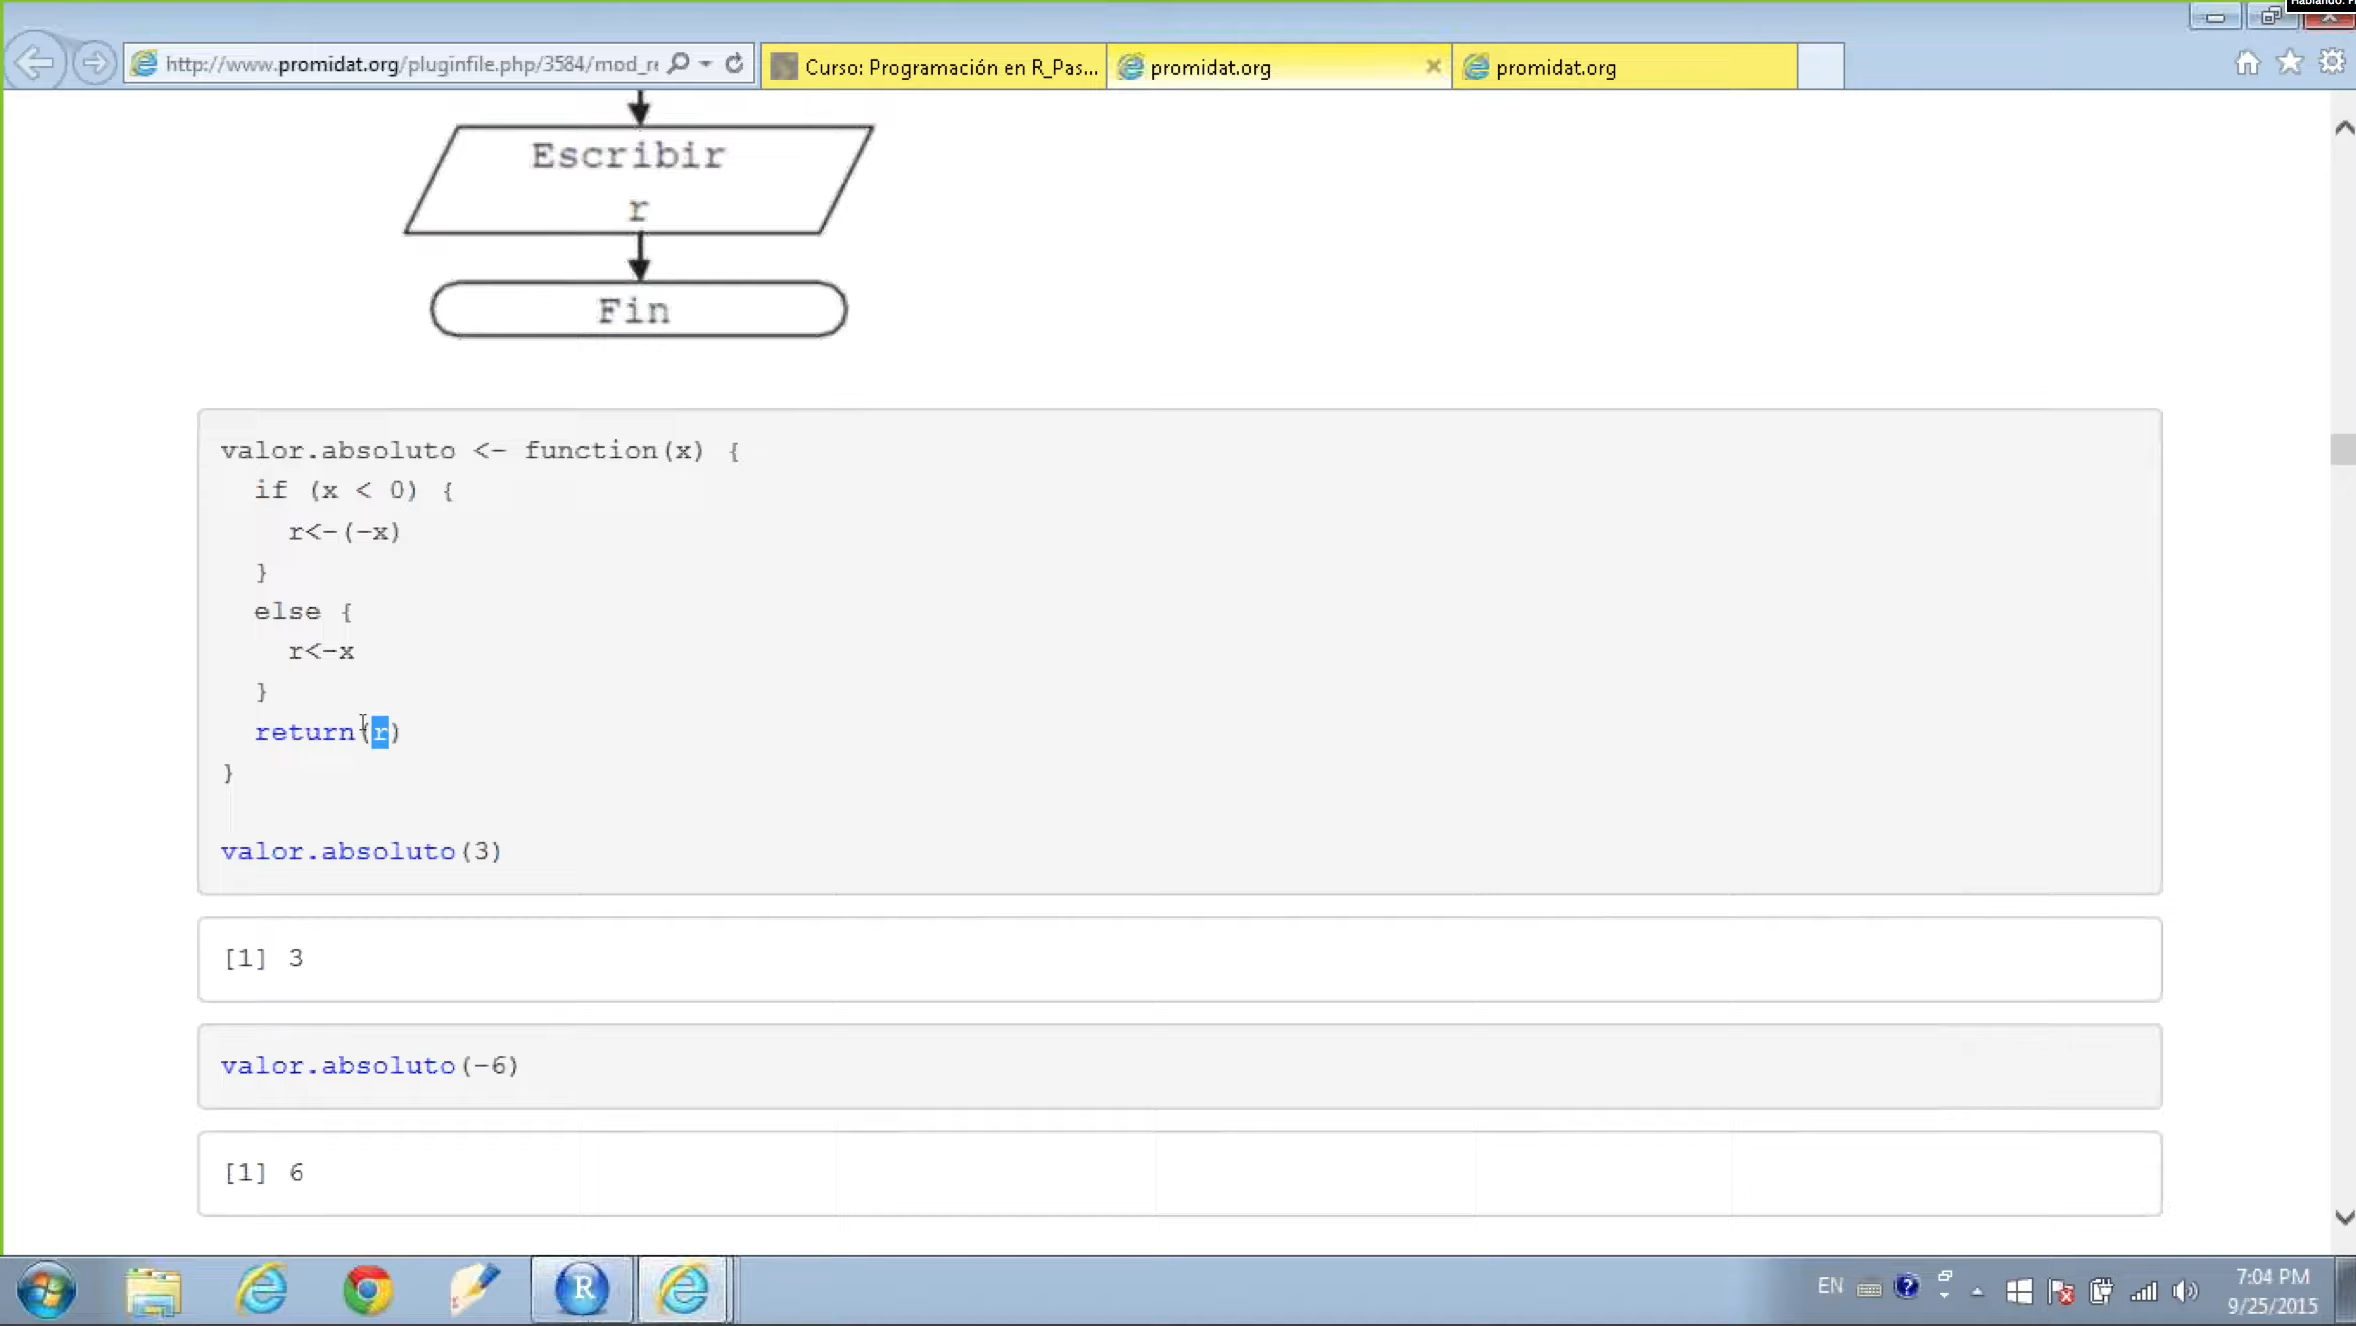 http://www.promidat.org/pluginfile.php/3584/mod_re
Curso: Programación en R_Pas...
promidat.org
promidat.org
Escribir
r
Fin
valor.absoluto <- function(x) {
if (x < 0) {
r<-(-x)
}
else {
r<-x
}
return(r)
}
valor.absoluto(3)
[1] 3
valor.absoluto(-6)
[1] 6
R
EN
7:04 PM
9/25/2015